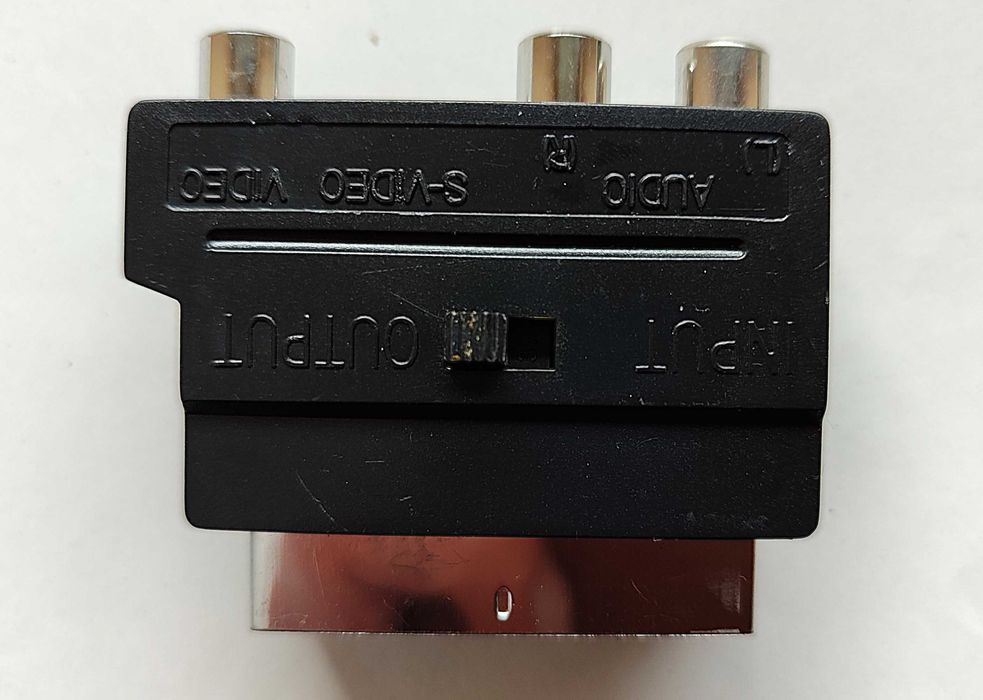 INPUT OUTPUT
AUDIO S-VIDEO VIDEO
(L) (R)